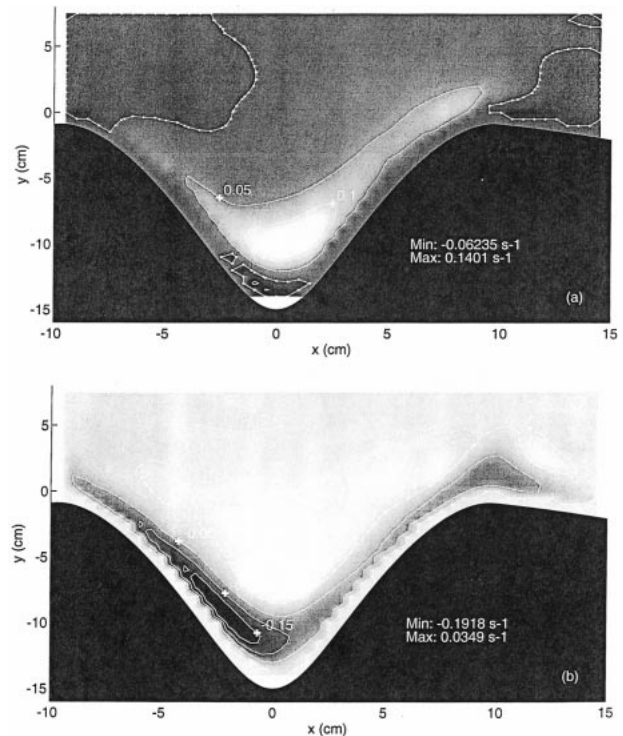 5
0
-5
-10
-15
y (cm)
0.05
0.1
Min: -0.06235 s-1
Max: 0.1401 s-1
(a)
-10 -5 0 5 10 15
x (cm)
5
0
-5
-10
-15
y (cm)
-0.15
Min: -0.1918 s-1
Max: 0.0349 s-1
(b)
-10 -5 0 5 10 15
x (cm)